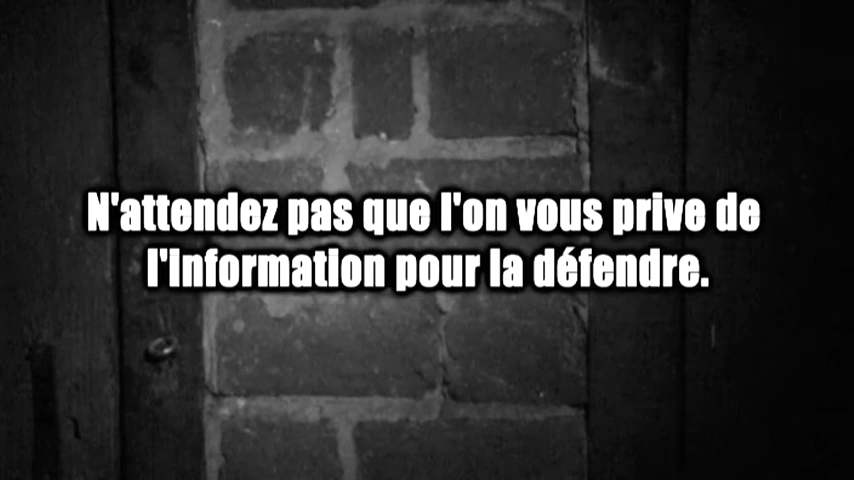 N'attendez pas que l'on vous prive de
l'information pour la défendre.